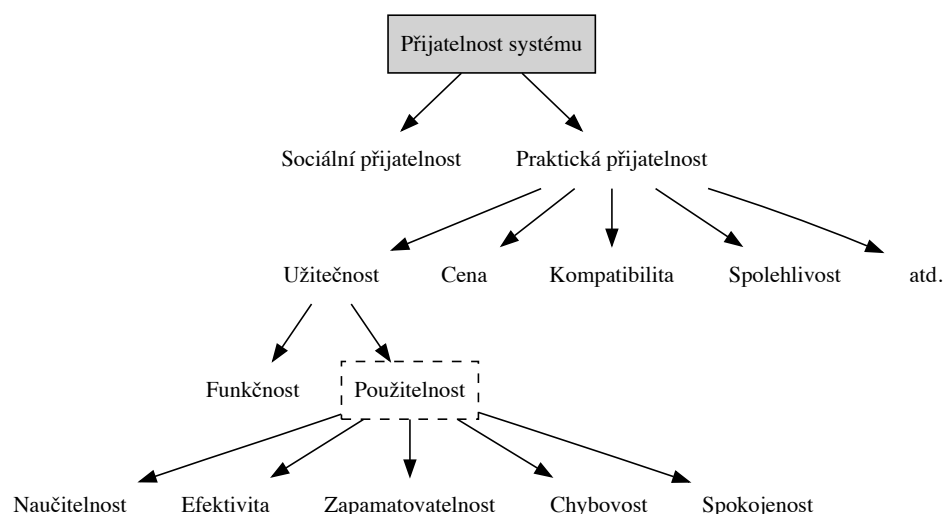 Přijatelnost systému
Sociální přijatelnost
Praktická přijatelnost
Užitečnost
Cena
Kompatibilita
Spolehlivost
atd.
Funkčnost
Použitelnost
Naučitelnost
Efektivita
Zapamatovatelnost
Chybovost
Spokojenost